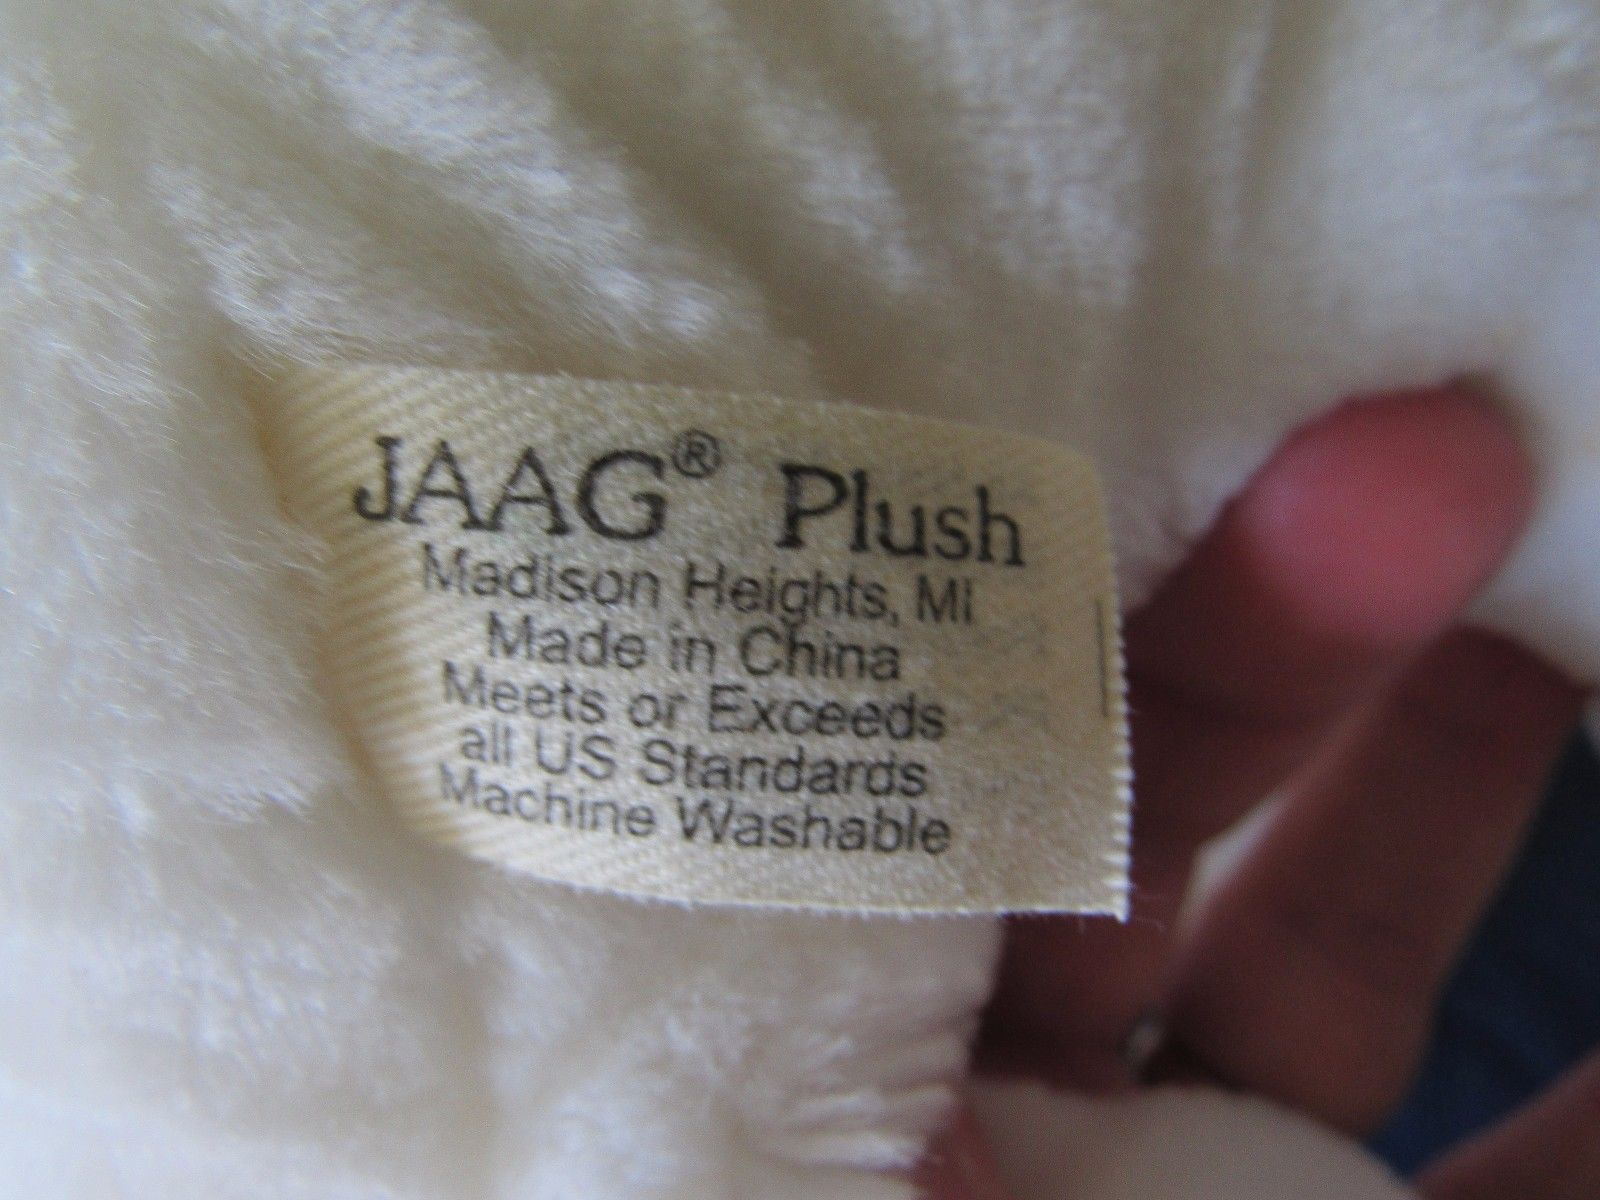 JAAG® Plush
Madison Heights, MI
Made in China
Meets or Exceeds
all US Standards
Machine Washable